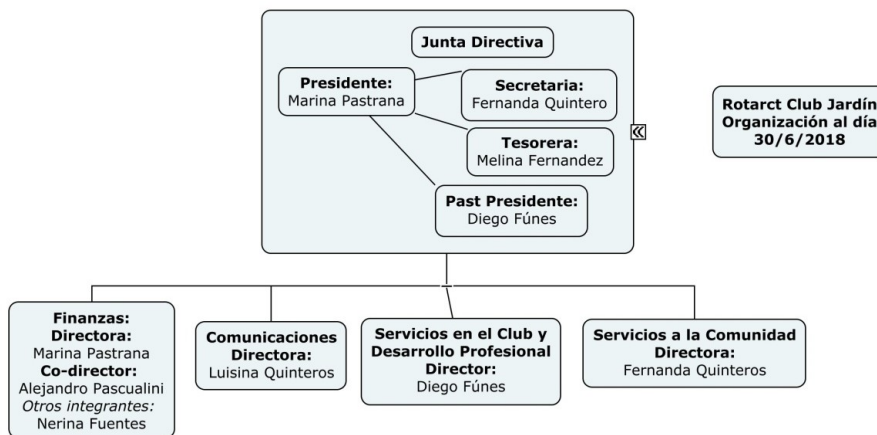 Junta Directiva
Presidente:
Marina Pastrana
Secretaria:
Fernanda Quintero
Tesorera:
Melina Fernandez
Past Presidente:
Diego Fúnes
Rotarct Club Jardín
Organización al día
30/6/2018
Finanzas:
Directora:
Marina Pastrana
Co-director:
Alejandro Pascualini
Otros integrantes:
Nerina Fuentes
Comunicaciones
Directora:
Luisina Quinteros
Servicios en el Club y
Desarrollo Profesional
Director:
Diego Fúnes
Servicios a la Comunidad
Directora:
Fernanda Quinteros